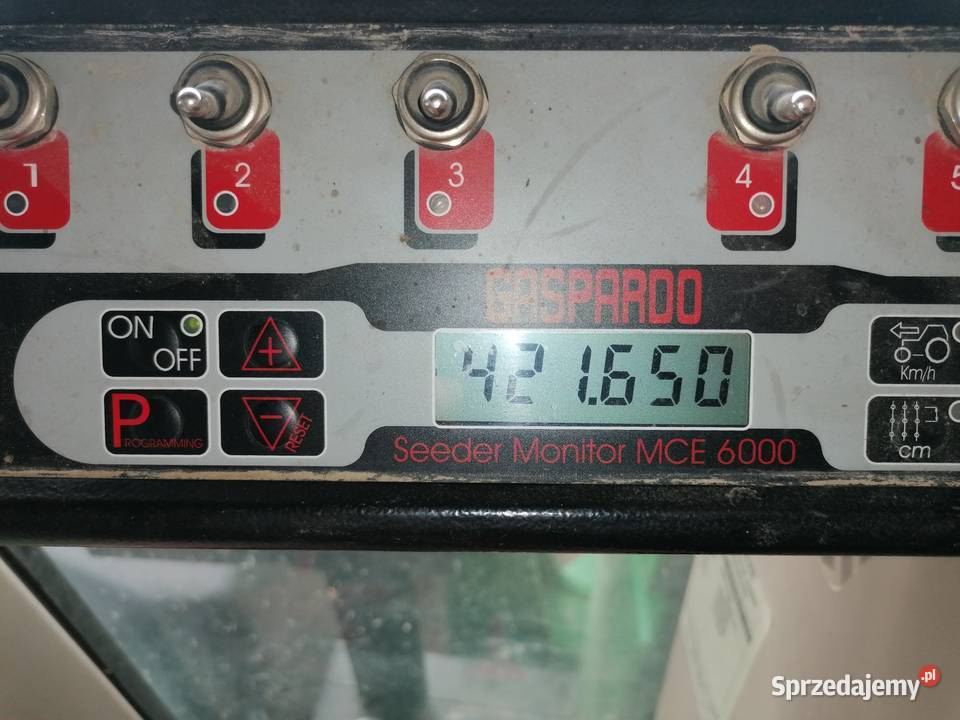 1 2 3 4 5
GASPARDO
ON OFF
421.650
Km/h
PROGRAMMING
RESET
Seeder Monitor MCE 6000
cm
Sprzedajemy.pl